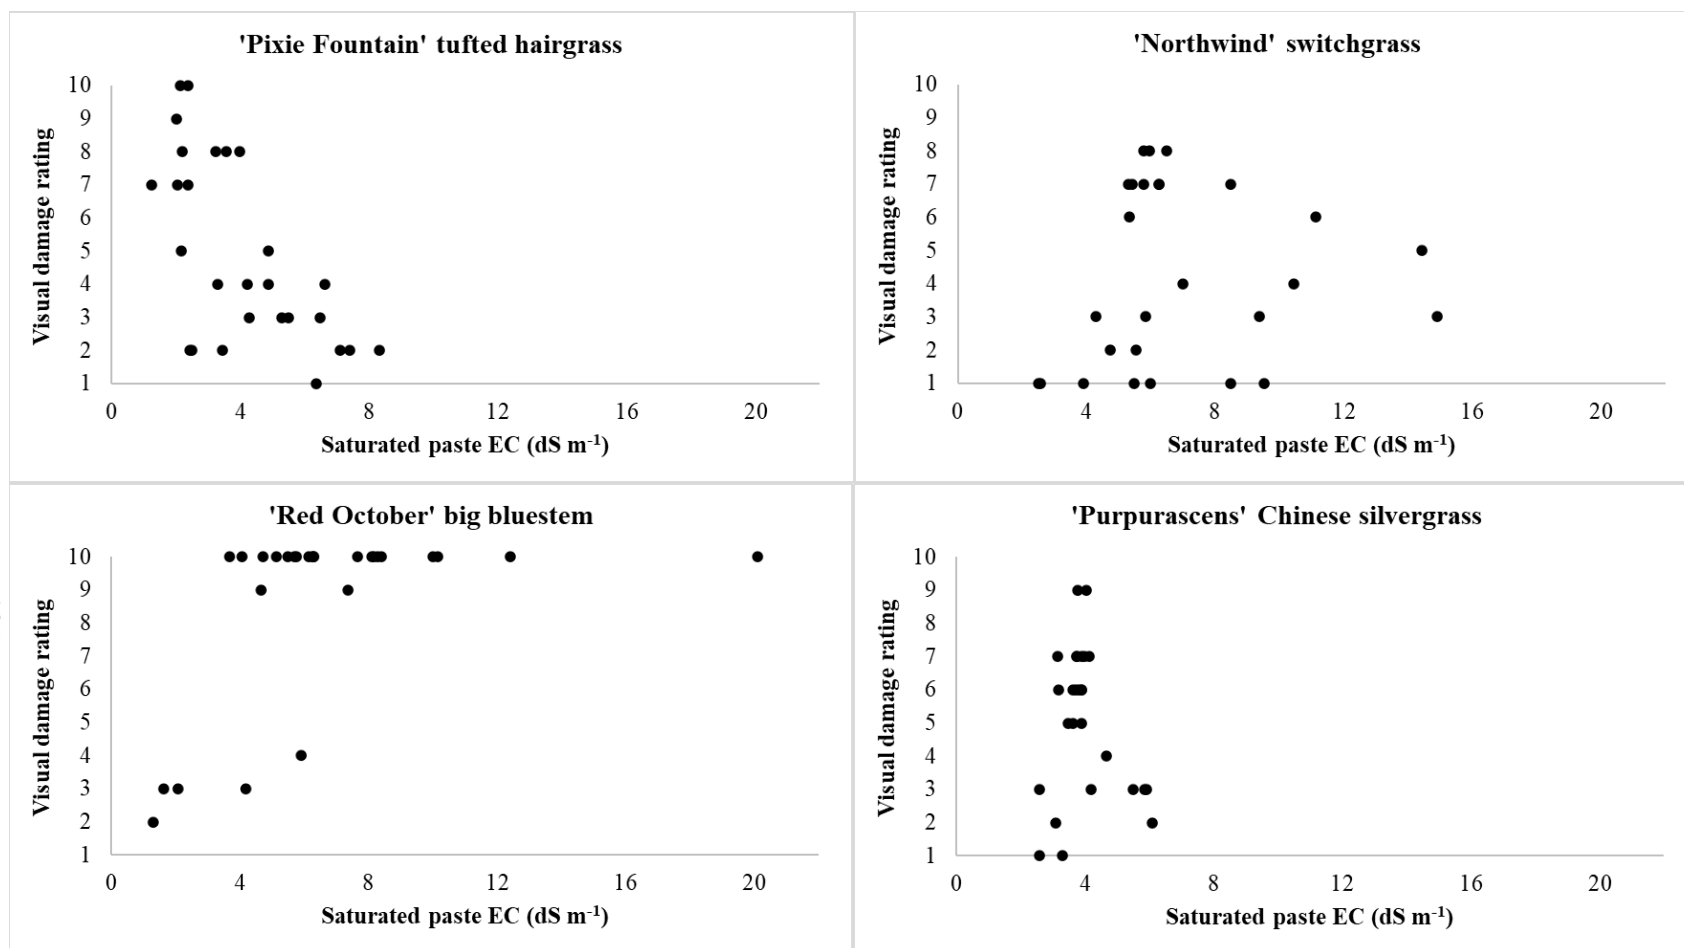 'Pixie Fountain' tufted hairgrass
Visual damage rating
10
9
8
7
6
5
4
3
2
1
0 4 8 12 16 20
Saturated paste EC (dS m⁻¹)
'Northwind' switchgrass
Visual damage rating
10
9
8
7
6
5
4
3
2
1
0 4 8 12 16 20
Saturated paste EC (dS m⁻¹)
'Red October' big bluestem
Visual damage rating
10
9
8
7
6
5
4
3
2
1
0 4 8 12 16 20
Saturated paste EC (dS m⁻¹)
'Purpurascens' Chinese silvergrass
Visual damage rating
10
9
8
7
6
5
4
3
2
1
0 4 8 12 16 20
Saturated paste EC (dS m⁻¹)